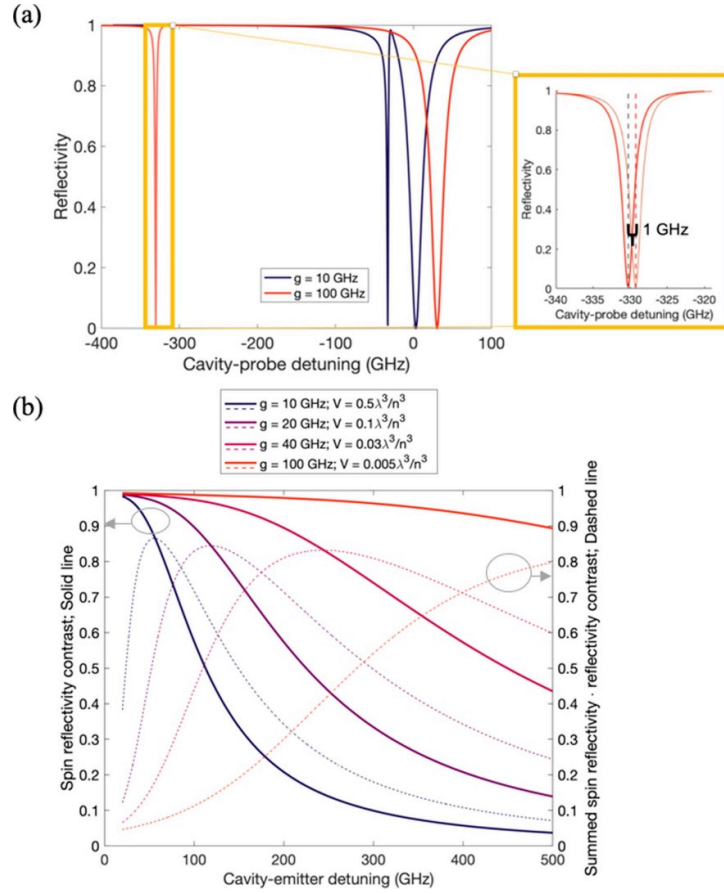 (a)
1
0.8
0.6
0.4
0.2
0
Reflectivity
g = 10 GHz
g = 100 GHz
-400 -300 -200 -100 0 100
Cavity-probe detuning (GHz)
1
0.8
0.6
0.4
0.2
0
Reflectivity
1 GHz
-340 -335 -330 -325 -320
Cavity-probe detuning (GHz)
(b)
g = 10 GHz; V = 0.5λ³/n³
g = 20 GHz; V = 0.1λ³/n³
g = 40 GHz; V = 0.03λ³/n³
g = 100 GHz; V = 0.005λ³/n³
Spin reflectivity contrast; Solid line
1
0.9
0.8
0.7
0.6
0.5
0.4
0.3
0.2
0.1
0
0 100 200 300 400 500
Cavity-emitter detuning (GHz)
1
0.9
0.8
0.7
0.6
0.5
0.4
0.3
0.2
0.1
0
Summed spin reflectivity · reflectivity contrast; Dashed line